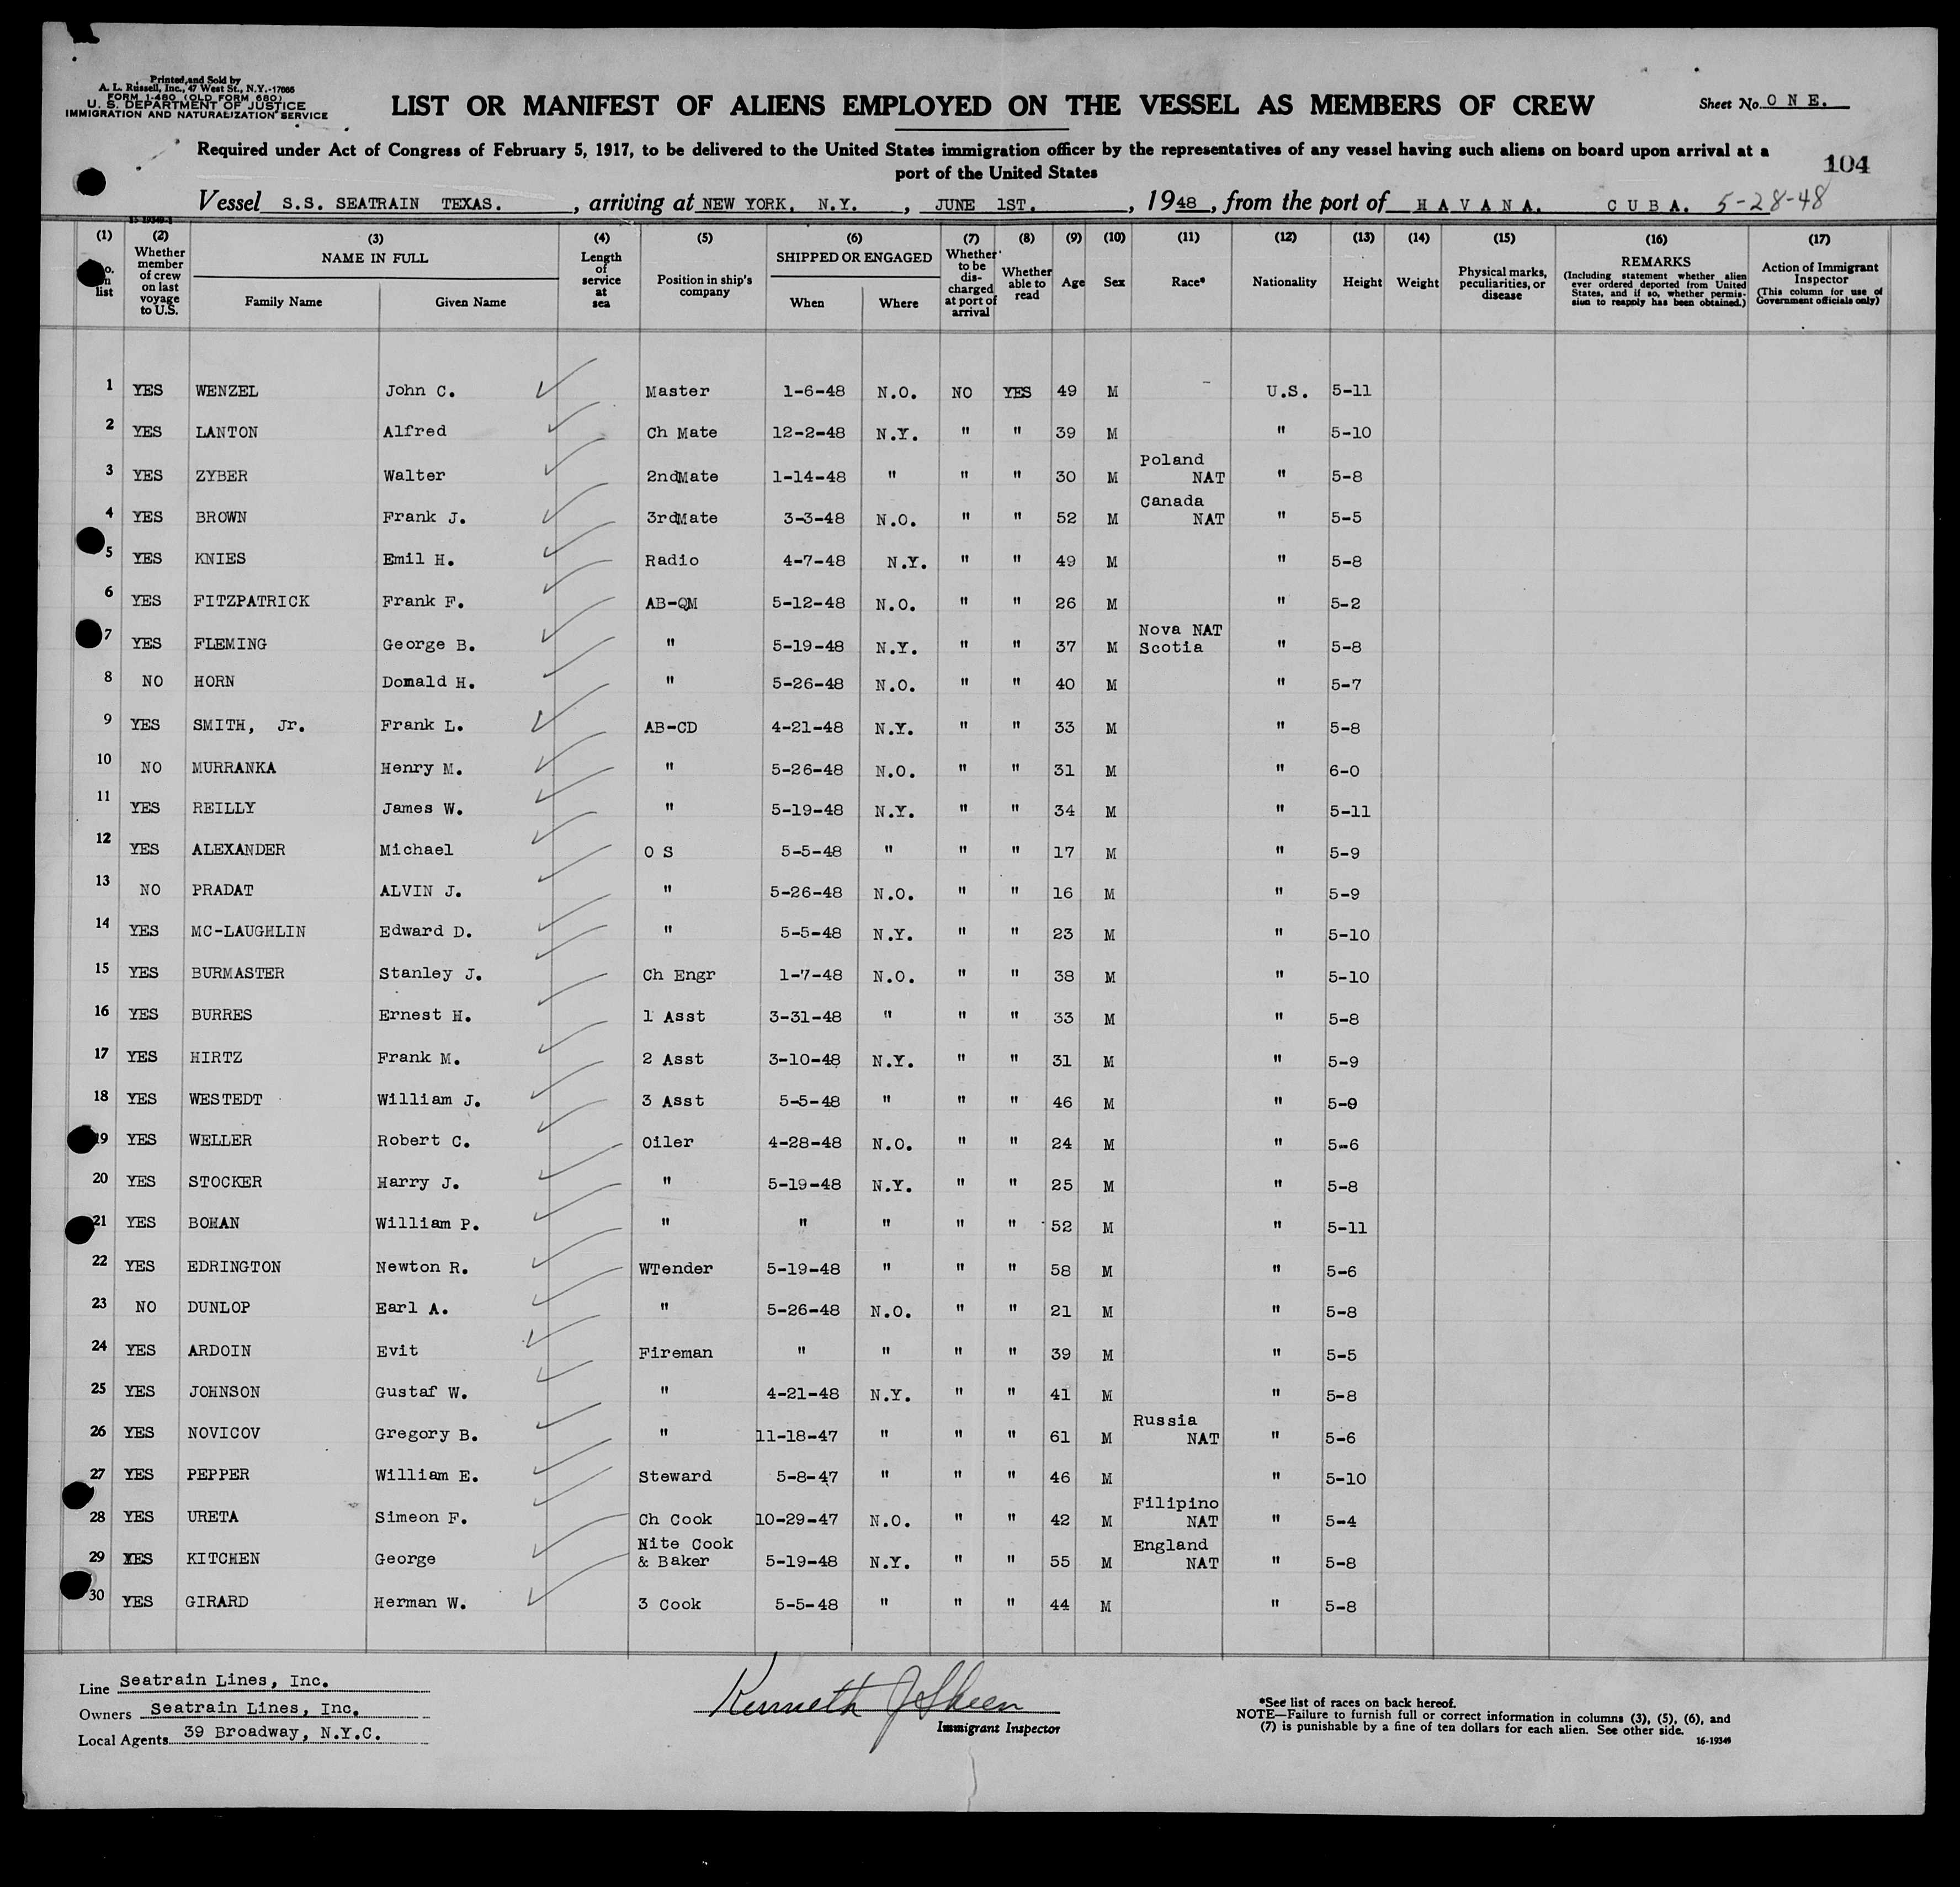 Printed and Sold by
A. L. Russell, Inc., 47 West St., N.Y.-17665
FORM I-480 (OLD FORM 680)
U. S. DEPARTMENT OF JUSTICE
IMMIGRATION AND NATURALIZATION SERVICE
LIST OR MANIFEST OF ALIENS EMPLOYED ON THE VESSEL AS MEMBERS OF CREW
Sheet No. O N E.
Required under Act of Congress of February 5, 1917, to be delivered to the United States immigration officer by the representatives of any vessel having such aliens on board upon arrival at a
port of the United States
104
Vessel S.S. SEATRAIN TEXAS. , arriving at NEW YORK, N.Y. , JUNE 1ST. , 1948, from the port of H A V A N A. C U B A. 5-28-48
(1) (2) (3) (4) (5) (6) (7) (8) (9) (10) (11) (12) (13) (14) (15) (16) (17)
list
Whether member of crew on last voyage to U.S.
NAME IN FULL
Family Name Given Name
Length of service at sea
Position in ship's company
SHIPPED OR ENGAGED
When Where
Whether to be discharged at port of arrival
Whether able to read
Age Sex Race* Nationality Height Weight
Physical marks, peculiarities, or disease
REMARKS
(Including statement whether alien ever ordered deported from United States, and if so, whether permission to reapply has been obtained.)
Action of Immigrant Inspector
(This column for use of Government officials only)
1 YES WENZEL John C. Master 1-6-48 N.O. NO YES 49 M - U.S. 5-11
2 YES LANTON Alfred Ch Mate 12-2-48 N.Y. " " 39 M " 5-10
3 YES ZYBER Walter 2ndMate 1-14-48 " " " 30 M Poland NAT " 5-8
4 YES BROWN Frank J. 3rdMate 3-3-48 N.O. " " 52 M Canada NAT " 5-5
5 YES KNIES Emil H. Radio 4-7-48 N.Y. " " 49 M " 5-8
6 YES FITZPATRICK Frank F. AB-QM 5-12-48 N.O. " " 26 M " 5-2
7 YES FLEMING George B. " 5-19-48 N.Y. " " 37 M Nova NAT Scotia " 5-8
8 NO HORN Domald H. " 5-26-48 N.O. " " 40 M " 5-7
9 YES SMITH, Jr. Frank L. AB-CD 4-21-48 N.Y. " " 33 M " 5-8
10 NO MURRANKA Henry M. " 5-26-48 N.O. " " 31 M " 6-0
11 YES REILLY James W. " 5-19-48 N.Y. " " 34 M " 5-11
12 YES ALEXANDER Michael O S 5-5-48 " " " 17 M " 5-9
13 NO PRADAT ALVIN J. " 5-26-48 N.O. " " 16 M " 5-9
14 YES MC-LAUGHLIN Edward D. " 5-5-48 N.Y. " " 23 M " 5-10
15 YES BURMASTER Stanley J. Ch Engr 1-7-48 N.O. " " 38 M " 5-10
16 YES BURRES Ernest H. 1 Asst 3-31-48 " " " 33 M " 5-8
17 YES HIRTZ Frank M. 2 Asst 3-10-48 N.Y. " " 31 M " 5-9
18 YES WESTEDT William J. 3 Asst 5-5-48 " " " 46 M " 5-9
19 YES WELLER Robert C. Oiler 4-28-48 N.O. " " 24 M " 5-6
20 YES STOCKER Harry J. " 5-19-48 N.Y. " " 25 M " 5-8
21 YES BOHAN William P. " " " " " 52 M " 5-11
22 YES EDRINGTON Newton R. WTender 5-19-48 " " " 58 M " 5-6
23 NO DUNLOP Earl A. " 5-26-48 N.O. " " 21 M " 5-8
24 YES ARDOIN Evit Fireman " " " " 39 M " 5-5
25 YES JOHNSON Gustaf W. " 4-21-48 N.Y. " " 41 M " 5-8
26 YES NOVICOV Gregory B. " 11-18-47 " " " 61 M Russia NAT " 5-6
27 YES PEPPER William E. Steward 5-8-47 " " " 46 M " 5-10
28 YES URETA Simeon F. Ch Cook 10-29-47 N.O. " " 42 M Filipino NAT " 5-4
29 YES KITCHEN George Nite Cook & Baker 5-19-48 N.Y. " " 55 M England NAT " 5-8
30 YES GIRARD Herman W. 3 Cook 5-5-48 " " " 44 M " 5-8
Line Seatrain Lines, Inc.
Owners Seatrain Lines, Inc.
Local Agents 39 Broadway, N.Y.C.
Kenneth J Sheen
Immigrant Inspector
*See list of races on back hereof.
NOTE—Failure to furnish full or correct information in columns (3), (5), (6), and
(7) is punishable by a fine of ten dollars for each alien. See other side.
16-19349